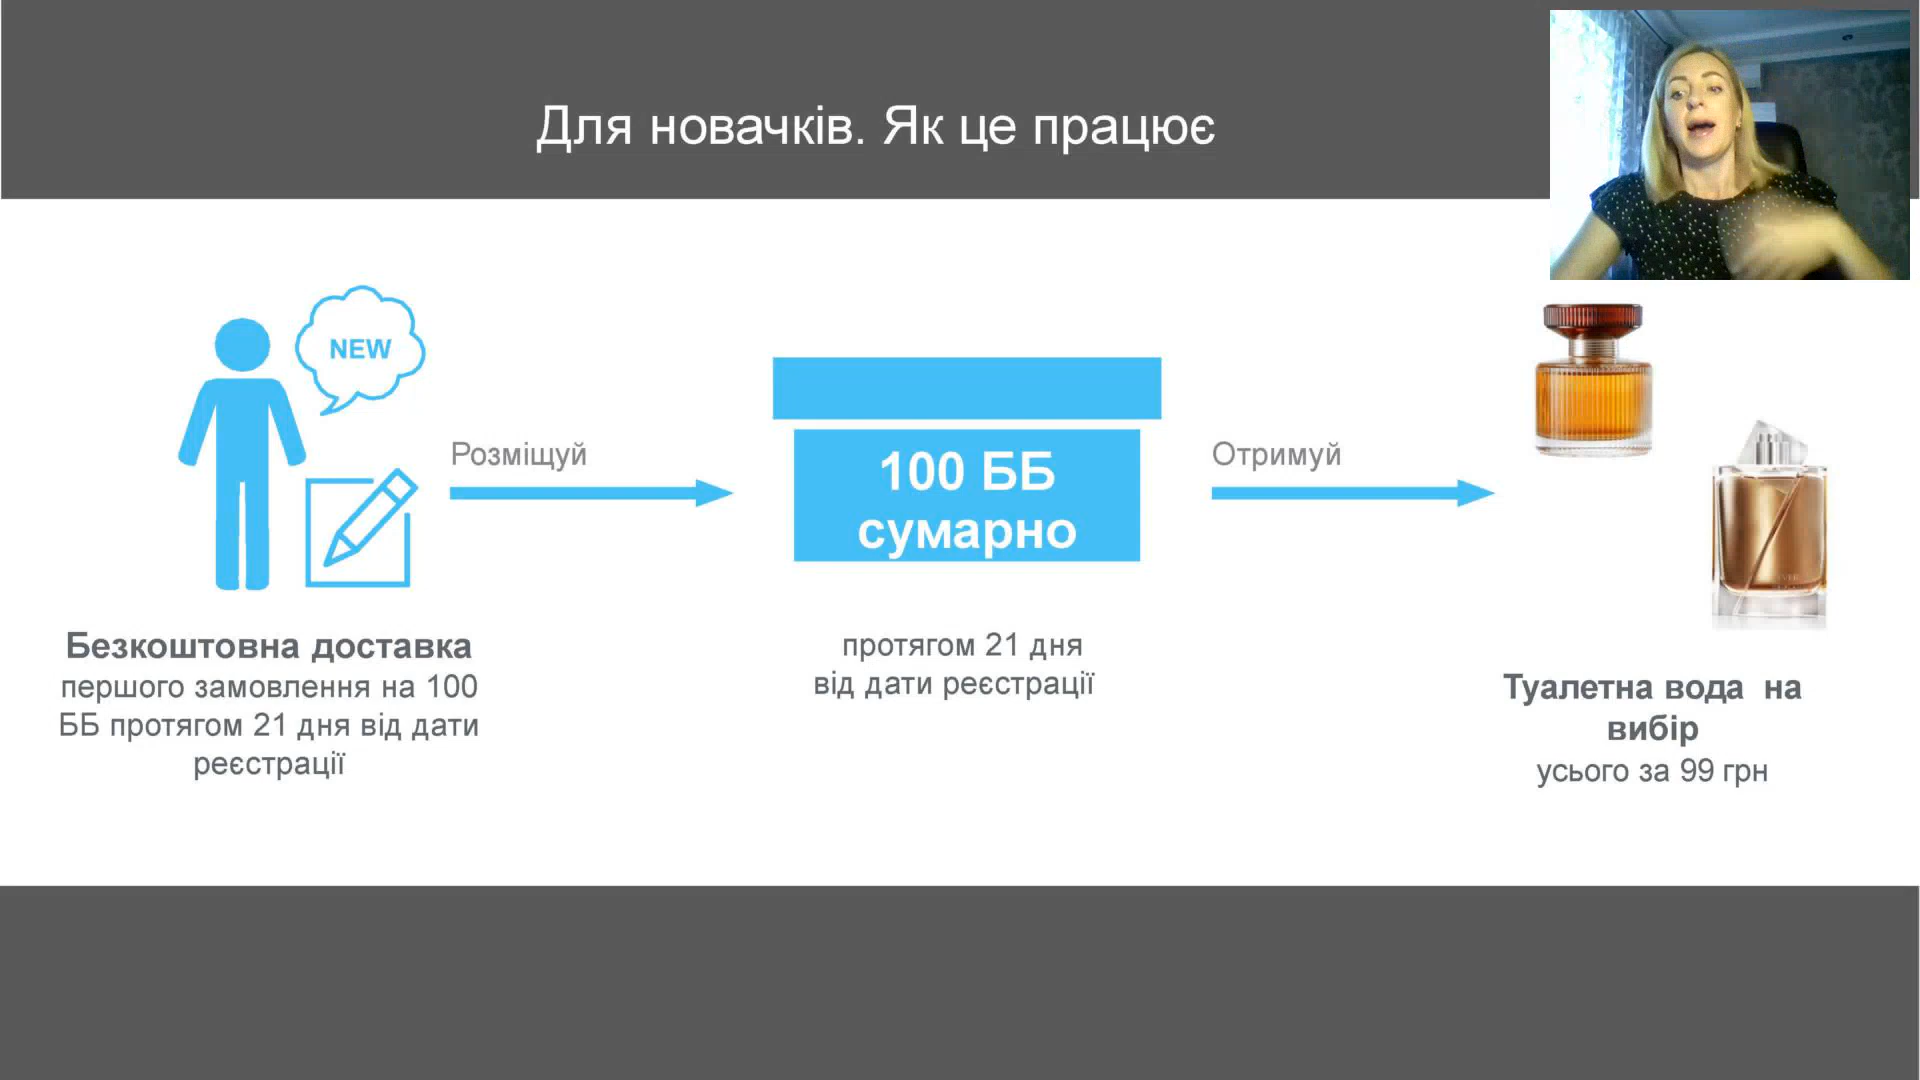 Для новачків. Як це працює
NEW
Розміщуй
100 ББ
сумарно
Отримуй
Безкоштовна доставка
першого замовлення на 100
ББ протягом 21 дня від дати
реєстрації
протягом 21 дня
від дати реєстрації
Туалетна вода на
вибір
усього за 99 грн